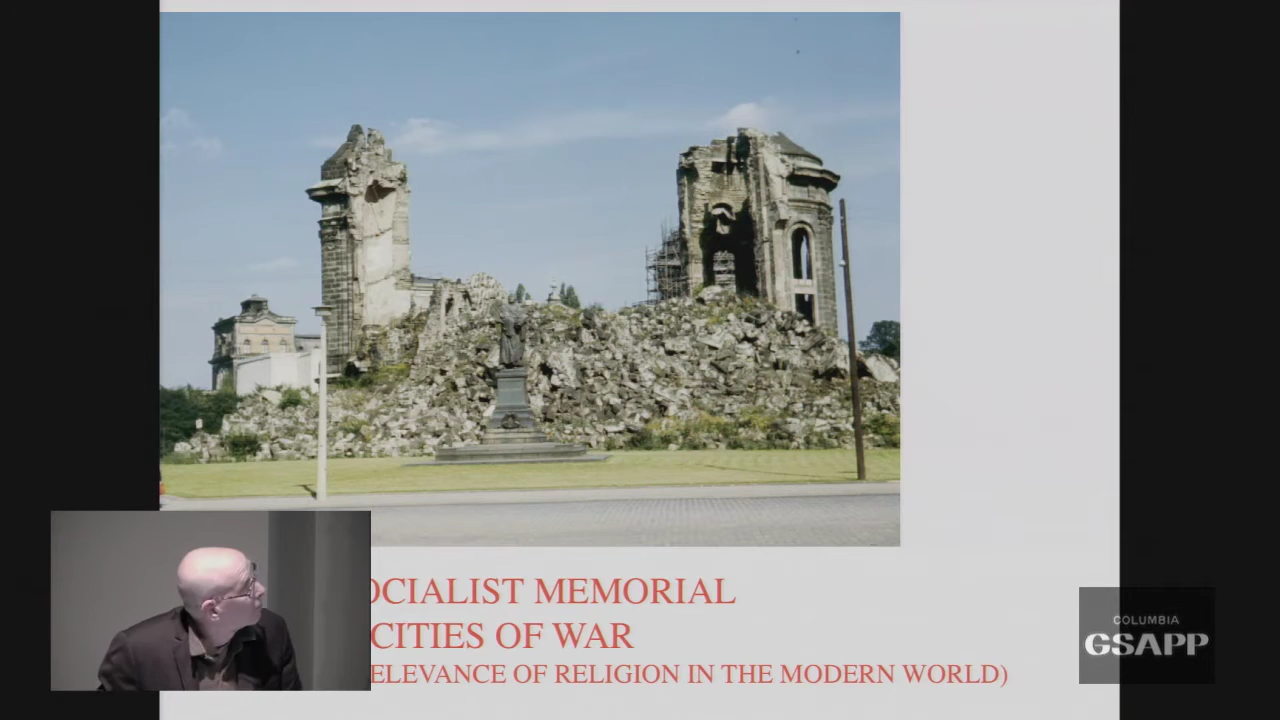 OCIALIST MEMORIAL
CITIES OF WAR
ELEVANCE OF RELIGION IN THE MODERN WORLD)
COLUMBIA
GSAPP